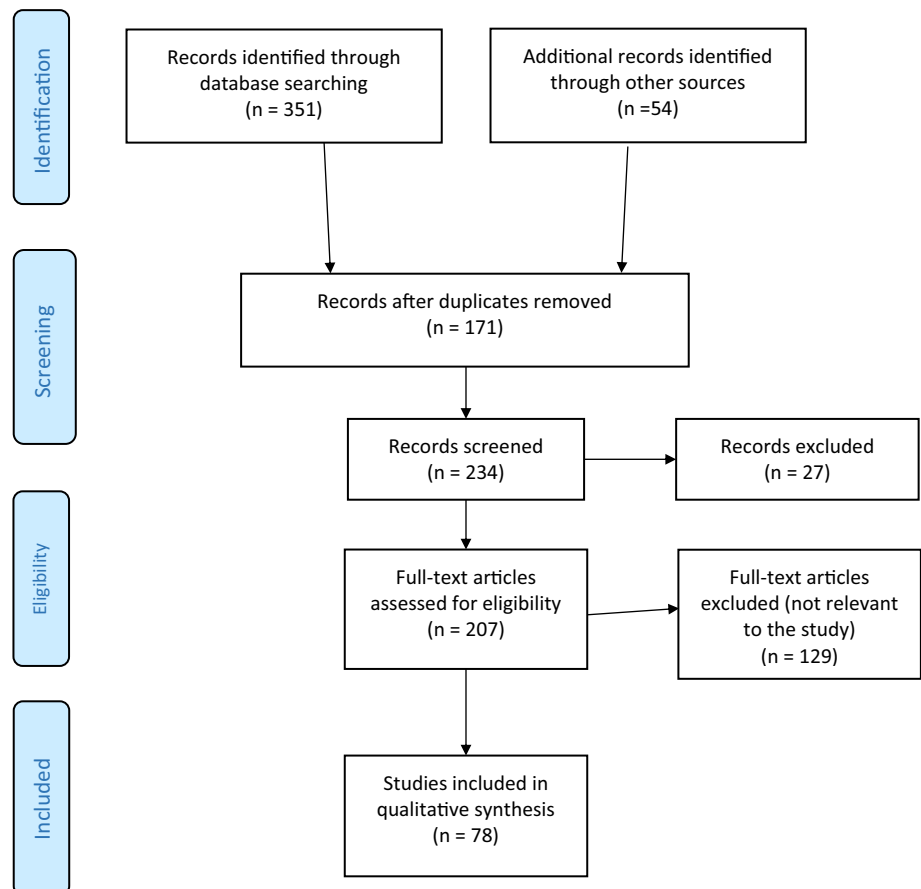 Identification
Records identified through
database searching
(n = 351)
Additional records identified
through other sources
(n =54)
Screening
Records after duplicates removed
(n = 171)
Records screened
(n = 234)
Records excluded
(n = 27)
Eligibility
Full-text articles
assessed for eligibility
(n = 207)
Full-text articles
excluded (not relevant
to the study)
(n = 129)
Included
Studies included in
qualitative synthesis
(n = 78)